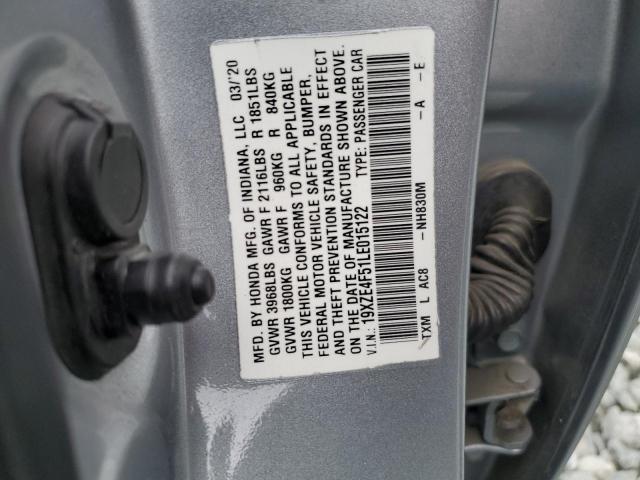 MFD. BY HONDA MFG. OF INDIANA, LLC 03/'20
GVWR 3968LBS GAWR F 2116LBS R 1851LBS
GVWR 1800KG GAWR F 960KG R 840KG
THIS VEHICLE CONFORMS TO ALL APPLICABLE
FEDERAL MOTOR VEHICLE SAFETY, BUMPER,
AND THEFT PREVENTION STANDARDS IN EFFECT
ON THE DATE OF MANUFACTURE SHOWN ABOVE.
V.I.N.: 19XZE4F51LE015122 TYPE: PASSENGER CAR
TXM L AC8 -NH830M -A -E